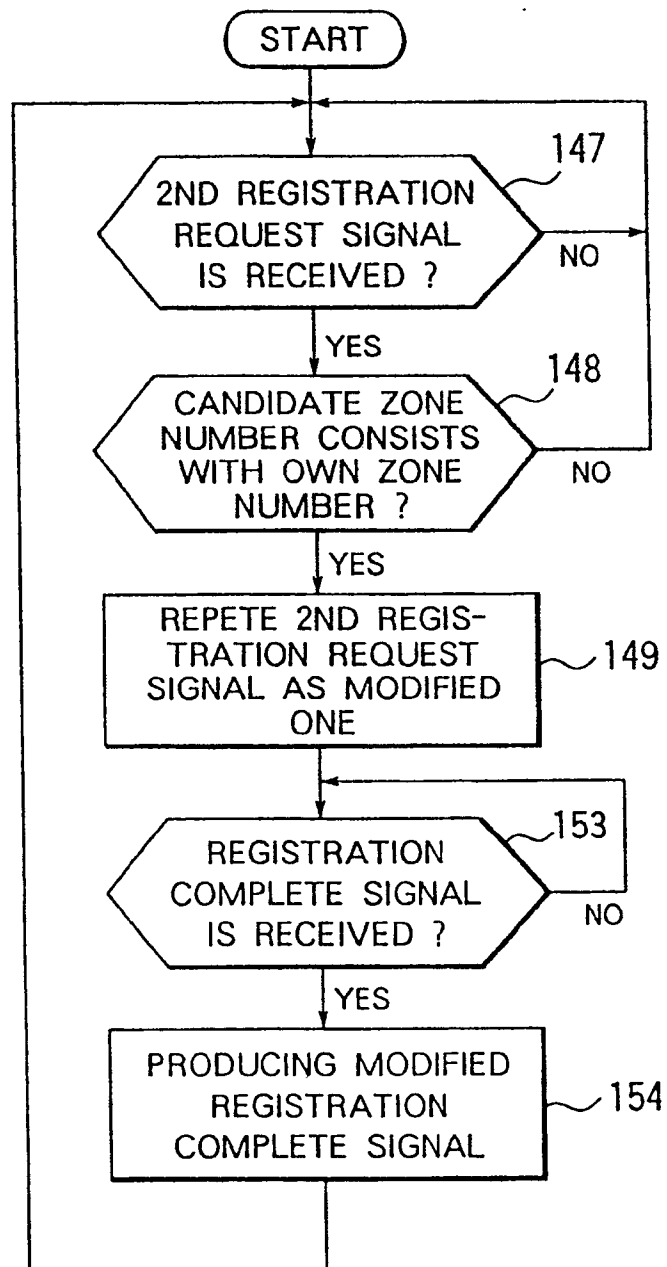 START
147
2ND REGISTRATION
REQUEST SIGNAL
IS RECEIVED ?
NO
YES
148
CANDIDATE ZONE
NUMBER CONSISTS
WITH OWN ZONE
NUMBER ?
NO
YES
REPETE 2ND REGIS-
TRATION REQUEST
SIGNAL AS MODIFIED
ONE
149
153
REGISTRATION
COMPLETE SIGNAL
IS RECEIVED ?
NO
YES
PRODUCING MODIFIED
REGISTRATION
COMPLETE SIGNAL
154